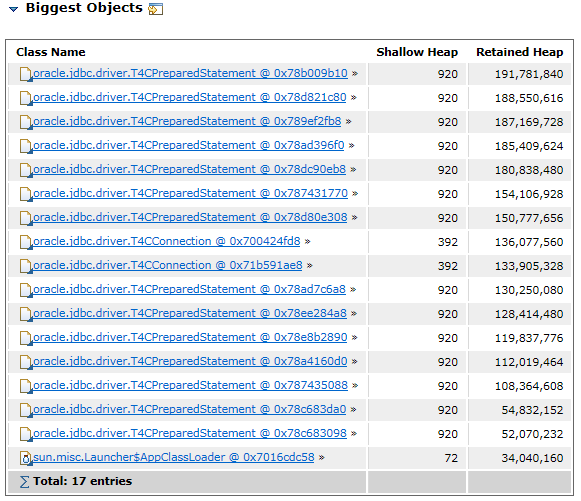 Biggest Objects
Class Name Shallow Heap Retained Heap
oracle.jdbc.driver.T4CPreparedStatement @ 0x78b009b10 » 920 191,781,840
oracle.jdbc.driver.T4CPreparedStatement @ 0x78d821c80 » 920 188,550,616
oracle.jdbc.driver.T4CPreparedStatement @ 0x789ef2fb8 » 920 187,169,728
oracle.jdbc.driver.T4CPreparedStatement @ 0x78ad396f0 » 920 185,409,624
oracle.jdbc.driver.T4CPreparedStatement @ 0x78dc90eb8 » 920 180,838,480
oracle.jdbc.driver.T4CPreparedStatement @ 0x787431770 » 920 154,106,928
oracle.jdbc.driver.T4CPreparedStatement @ 0x78d80e308 » 920 150,777,656
oracle.jdbc.driver.T4CConnection @ 0x700424fd8 » 392 136,077,560
oracle.jdbc.driver.T4CConnection @ 0x71b591ae8 » 392 133,905,328
oracle.jdbc.driver.T4CPreparedStatement @ 0x78ad7c6a8 » 920 130,250,080
oracle.jdbc.driver.T4CPreparedStatement @ 0x78ee284a8 » 920 128,414,480
oracle.jdbc.driver.T4CPreparedStatement @ 0x78e8b2890 » 920 119,837,776
oracle.jdbc.driver.T4CPreparedStatement @ 0x78a4160d0 » 920 112,019,464
oracle.jdbc.driver.T4CPreparedStatement @ 0x787435088 » 920 108,364,608
oracle.jdbc.driver.T4CPreparedStatement @ 0x78c683da0 » 920 54,832,152
oracle.jdbc.driver.T4CPreparedStatement @ 0x78c683098 » 920 52,070,232
sun.misc.Launcher$AppClassLoader @ 0x7016cdc58 » 72 34,040,160
Σ Total: 17 entries